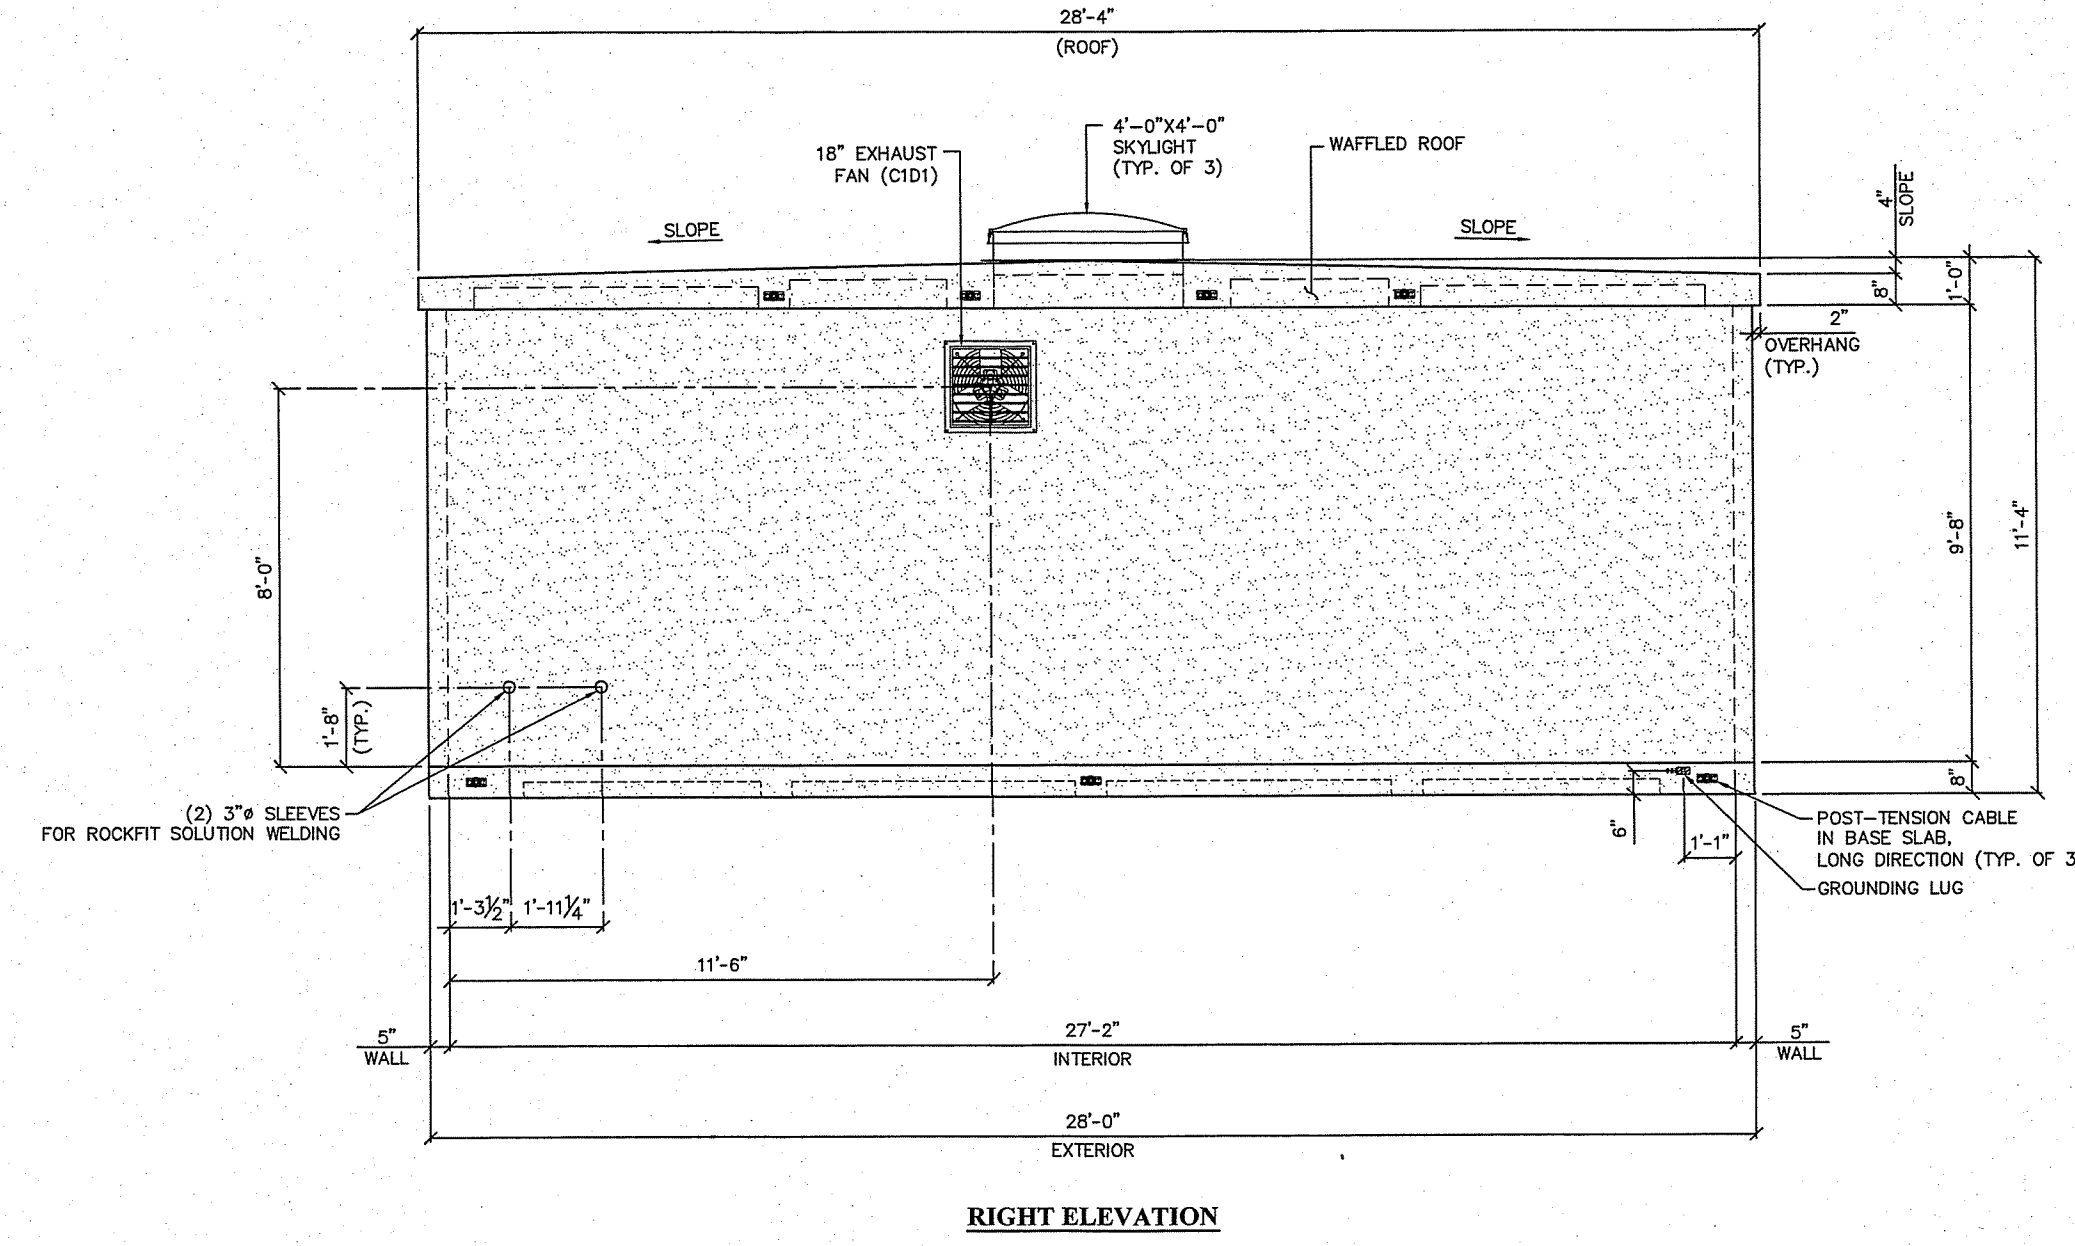 28'-4"
(ROOF)
4'-0"X4'-0"
SKYLIGHT
(TYP. OF 3)
18" EXHAUST
FAN (C1D1)
WAFFLED ROOF
SLOPE
SLOPE
4"
SLOPE
8"
1'-0"
2"
OVERHANG
(TYP.)
8'-0"
9'-8"
11'-4"
1'-8"
(TYP.)
8"
(2) 3"ø SLEEVES
FOR ROCKFIT SOLUTION WELDING
6"
1'-1"
POST-TENSION CABLE
IN BASE SLAB,
LONG DIRECTION (TYP. OF 3
GROUNDING LUG
1'-3½"
1'-11¼"
11'-6"
5"
WALL
27'-2"
INTERIOR
5"
WALL
28'-0"
EXTERIOR
RIGHT ELEVATION